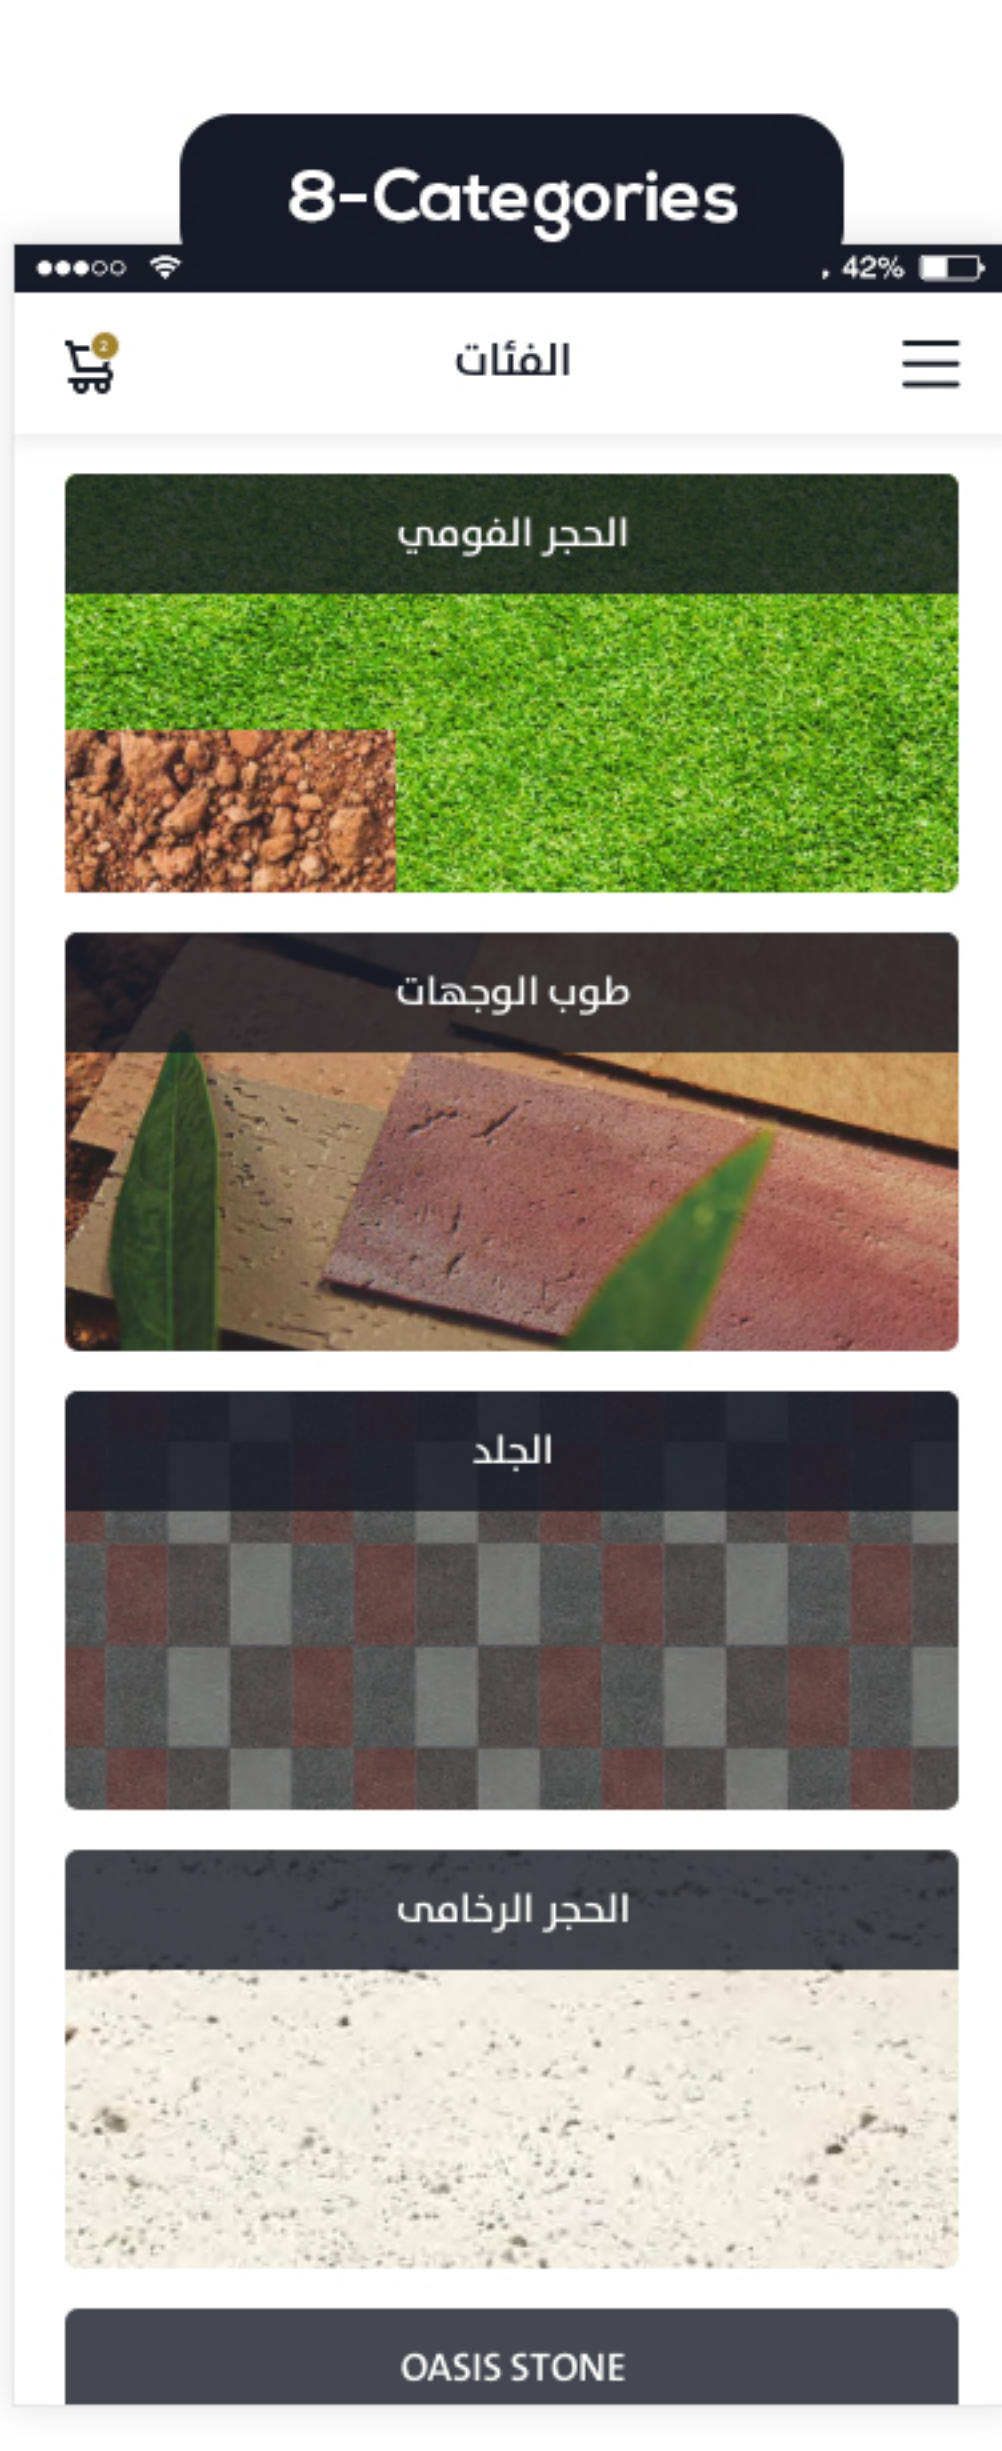 8-Categories
, 42%
2
الفئات
الحجر الفومي
طوب الوجهات
الجلد
الحجر الرخامى
OASIS STONE